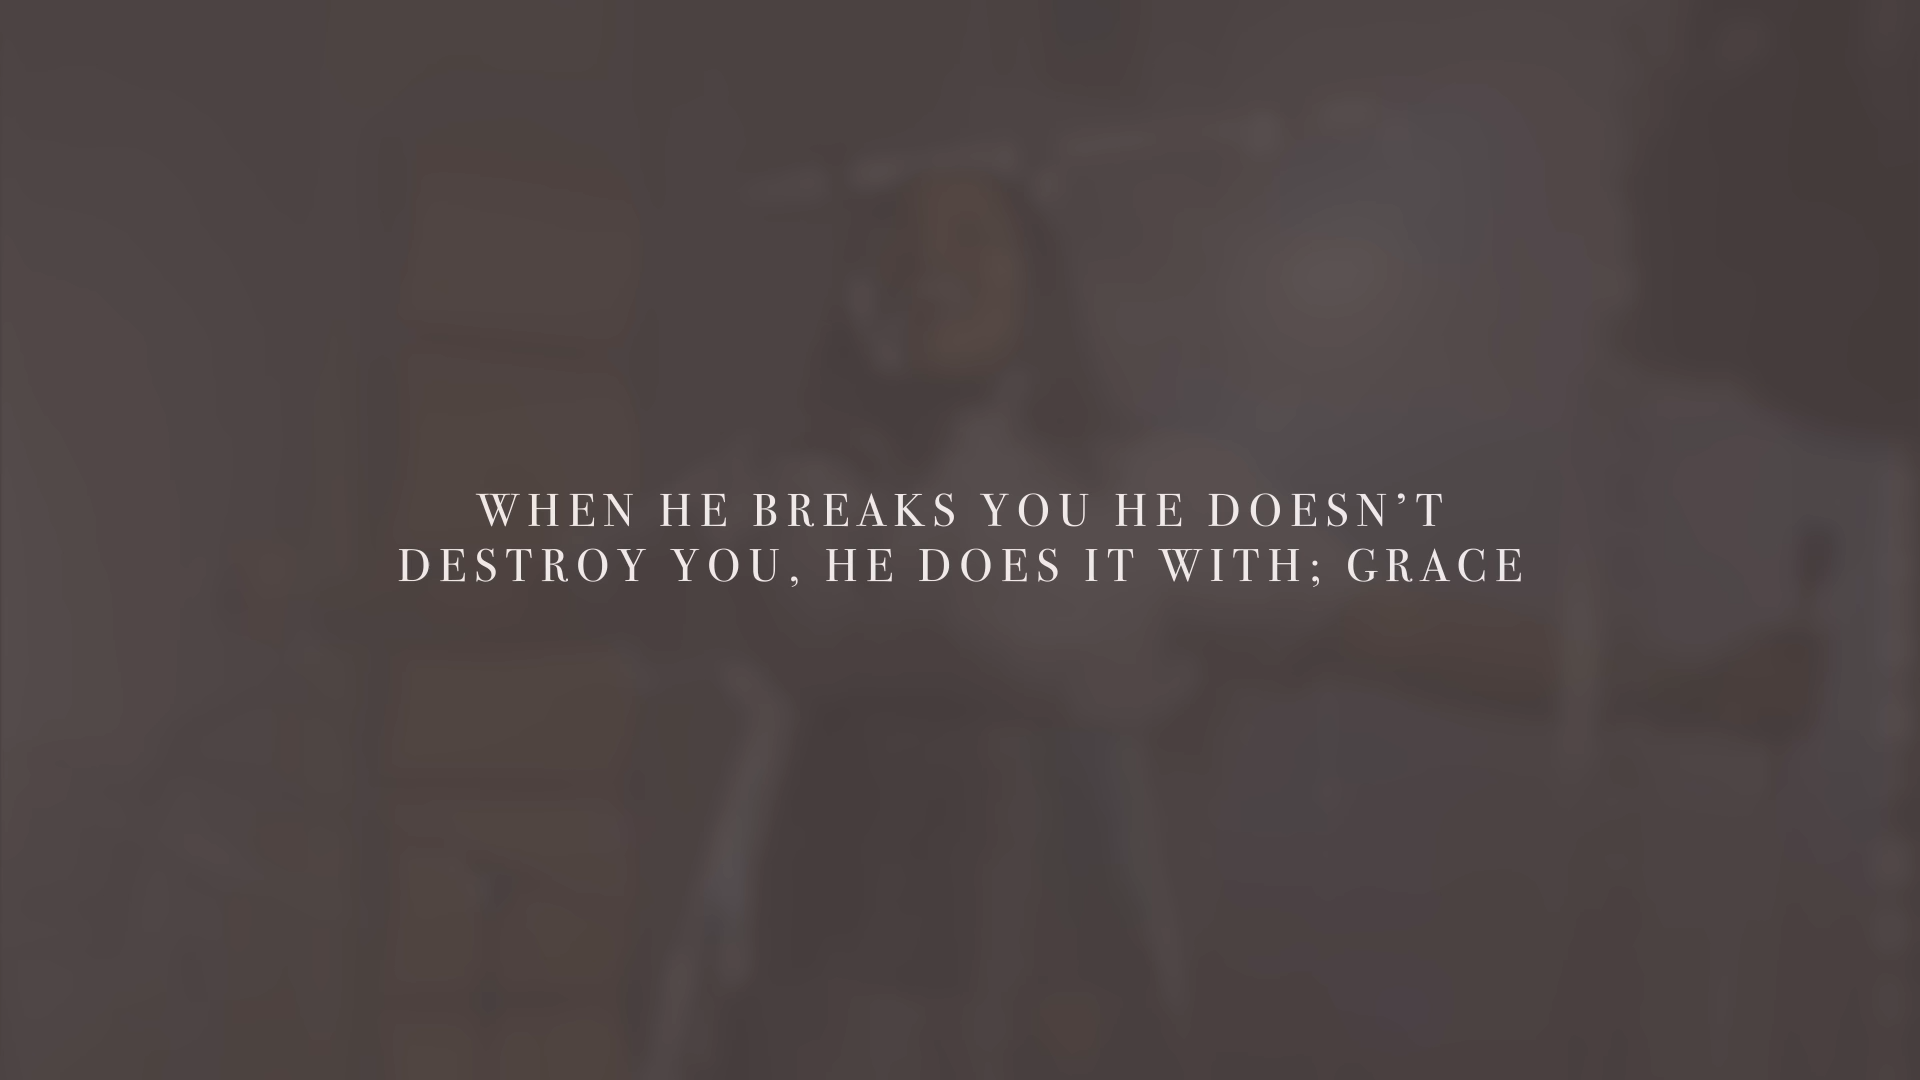 WHEN HE BREAKS YOU HE DOESN’T
DESTROY YOU, HE DOES IT WITH; GRACE